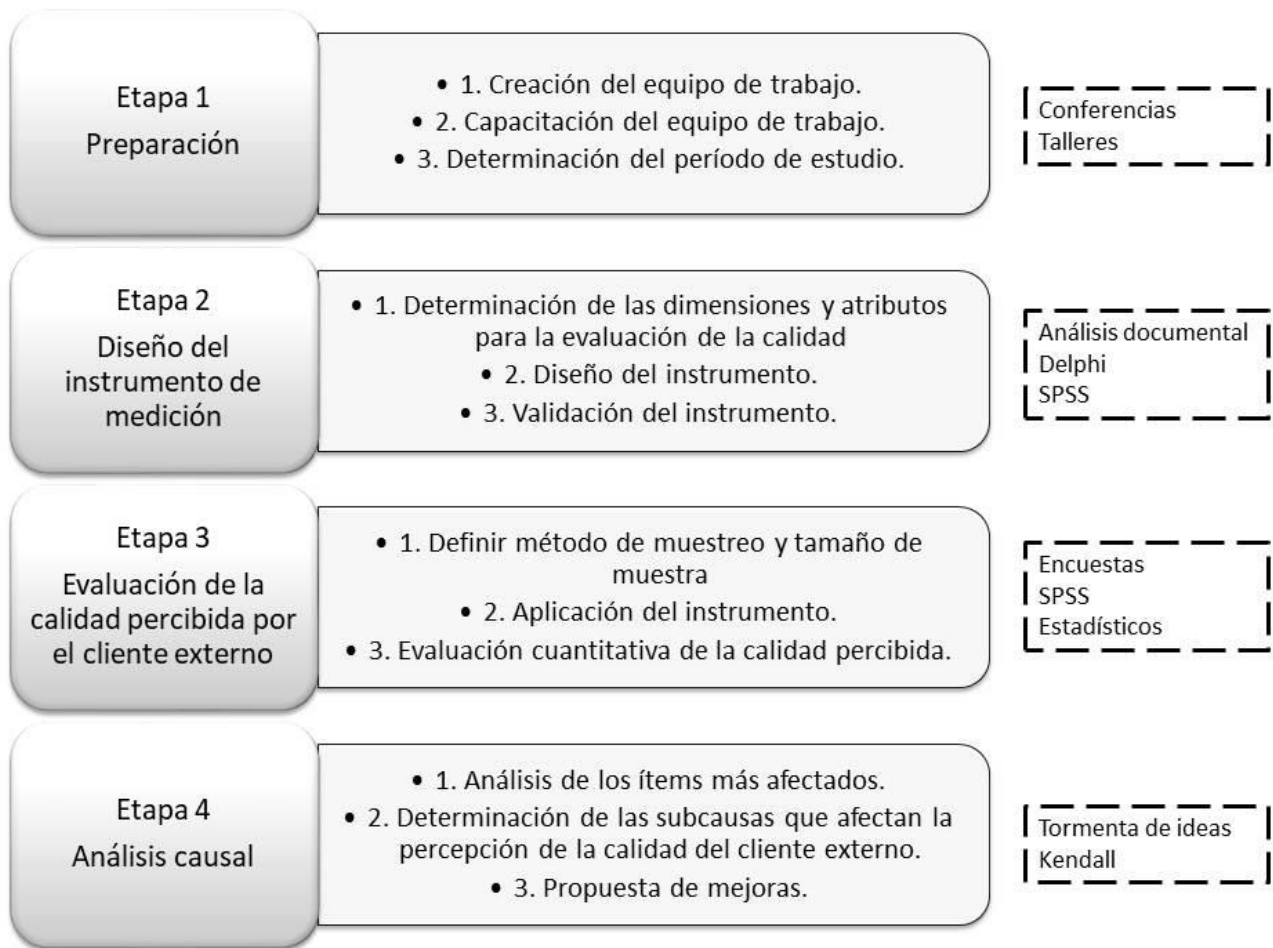 Etapa 1
Preparación
• 1. Creación del equipo de trabajo.
• 2. Capacitación del equipo de trabajo.
• 3. Determinación del período de estudio.
Conferencias
Talleres
Etapa 2
Diseño del
instrumento de
medición
• 1. Determinación de las dimensiones y atributos
para la evaluación de la calidad
• 2. Diseño del instrumento.
• 3. Validación del instrumento.
Análisis documental
Delphi
SPSS
Etapa 3
Evaluación de la
calidad percibida por
el cliente externo
• 1. Definir método de muestreo y tamaño de
muestra
• 2. Aplicación del instrumento.
• 3. Evaluación cuantitativa de la calidad percibida.
Encuestas
SPSS
Estadísticos
Etapa 4
Análisis causal
• 1. Análisis de los ítems más afectados.
• 2. Determinación de las subcausas que afectan la
percepción de la calidad del cliente externo.
• 3. Propuesta de mejoras.
Tormenta de ideas
Kendall